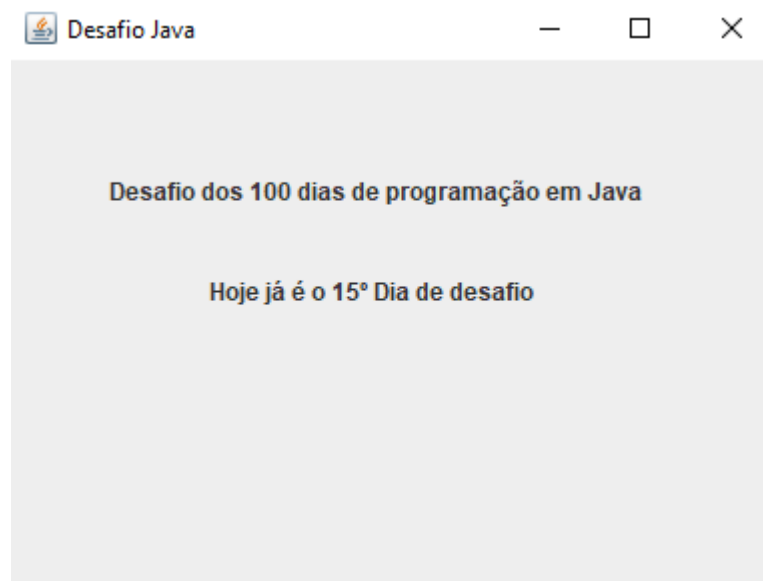 Desafio Java
Desafio dos 100 dias de programação em Java
Hoje já é o 15º Dia de desafio